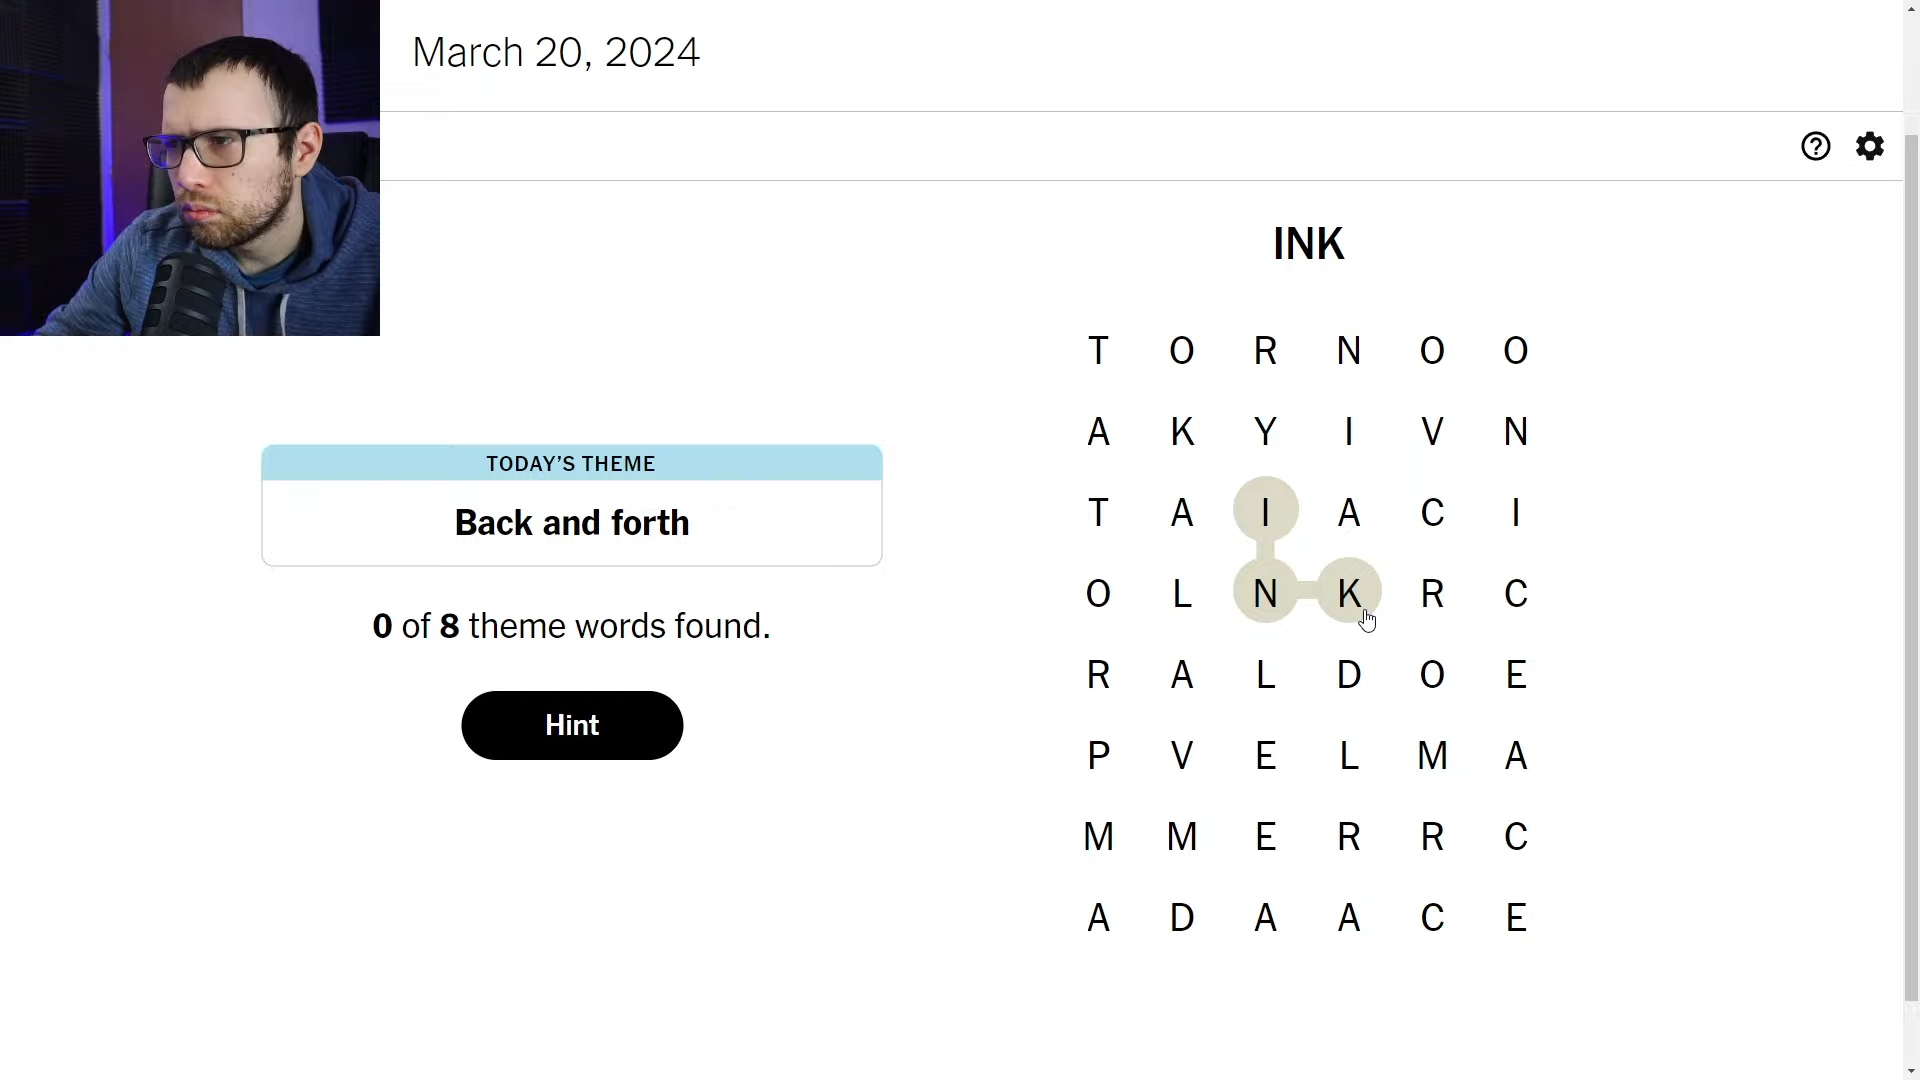 March 20, 2024
INK
TODAY'S THEME
Back and forth
0 of 8 theme words found.
Hint
T O R N O O
A K Y I V N
T A I A C I
O L N K R C
R A L D O E
P V E L M A
M M E R R C
A D A A C E